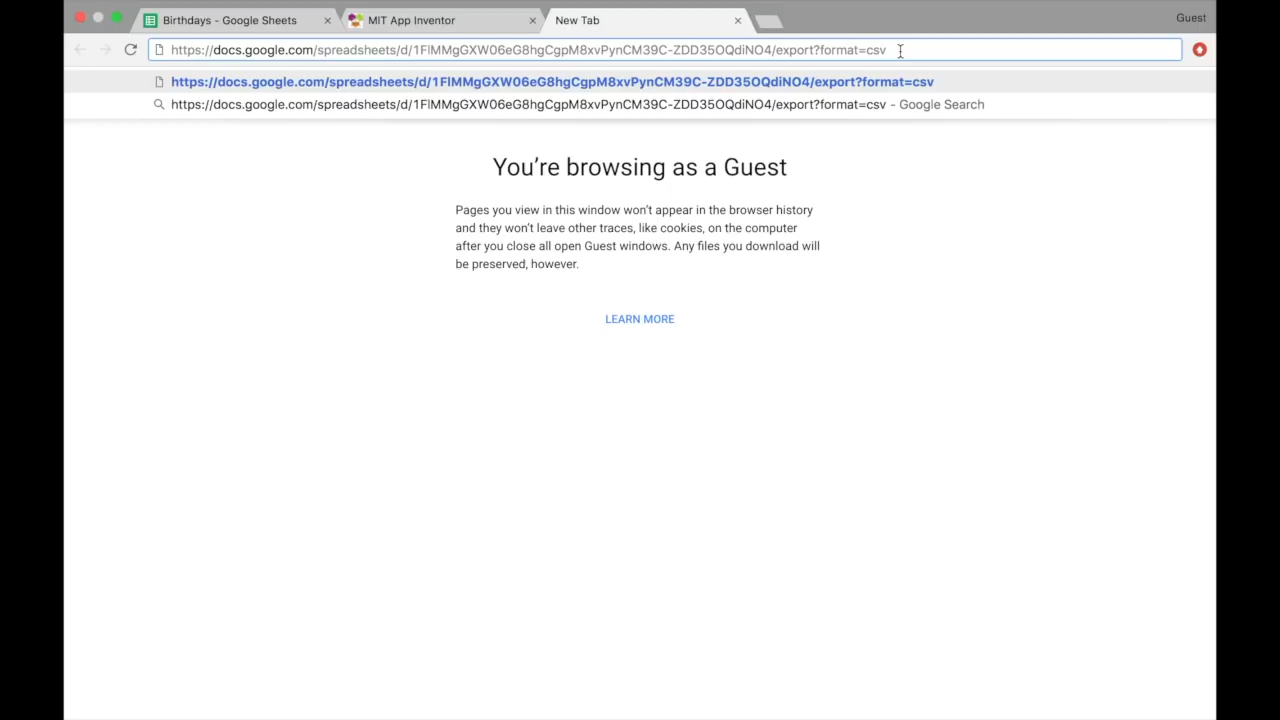 Birthdays - Google Sheets
MIT App Inventor
New Tab
Guest
https://docs.google.com/spreadsheets/d/1FlMMgGXW06eG8hgCgpM8xvPynCM39C-ZDD35OQdiNO4/export?format=csv
https://docs.google.com/spreadsheets/d/1FlMMgGXW06eG8hgCgpM8xvPynCM39C-ZDD35OQdiNO4/export?format=csv
https://docs.google.com/spreadsheets/d/1FlMMgGXW06eG8hgCgpM8xvPynCM39C-ZDD35OQdiNO4/export?format=csv - Google Search
You're browsing as a Guest
Pages you view in this window won't appear in the browser history
and they won't leave other traces, like cookies, on the computer
after you close all open Guest windows. Any files you download will
be preserved, however.
LEARN MORE